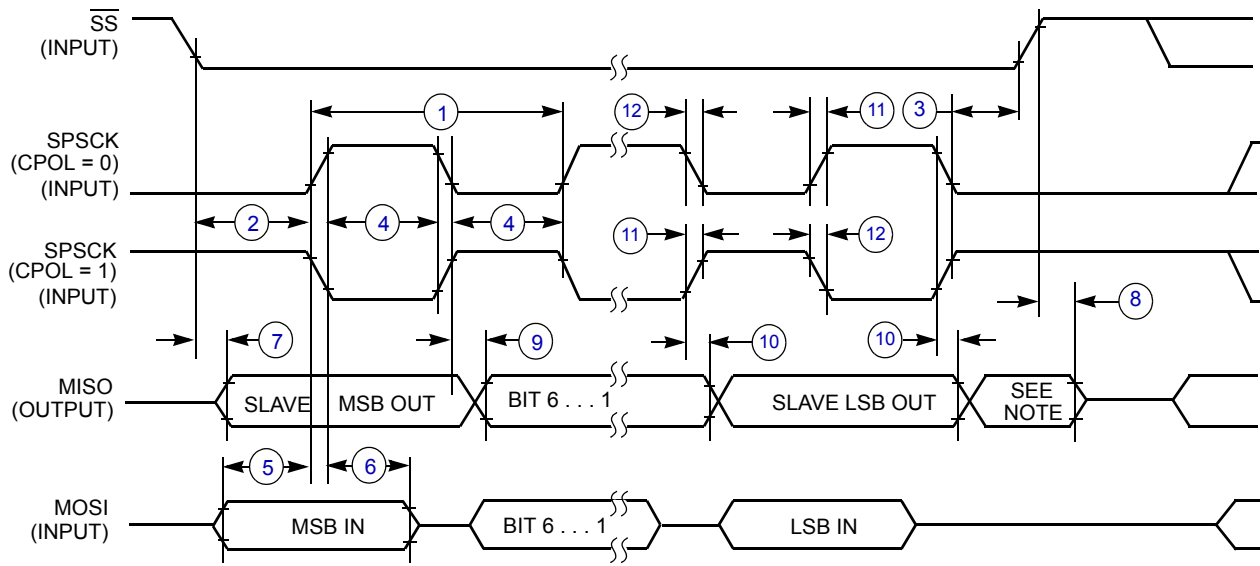 SS
(INPUT)
1
12
11
3
SPSCK
(CPOL = 0)
(INPUT)
2
4
4
11
12
SPSCK
(CPOL = 1)
(INPUT)
7
9
10
10
8
MISO
(OUTPUT)
SLAVE MSB OUT
BIT 6 . . . 1
SLAVE LSB OUT
SEE
NOTE
5
6
MOSI
(INPUT)
MSB IN
BIT 6 . . . 1
LSB IN